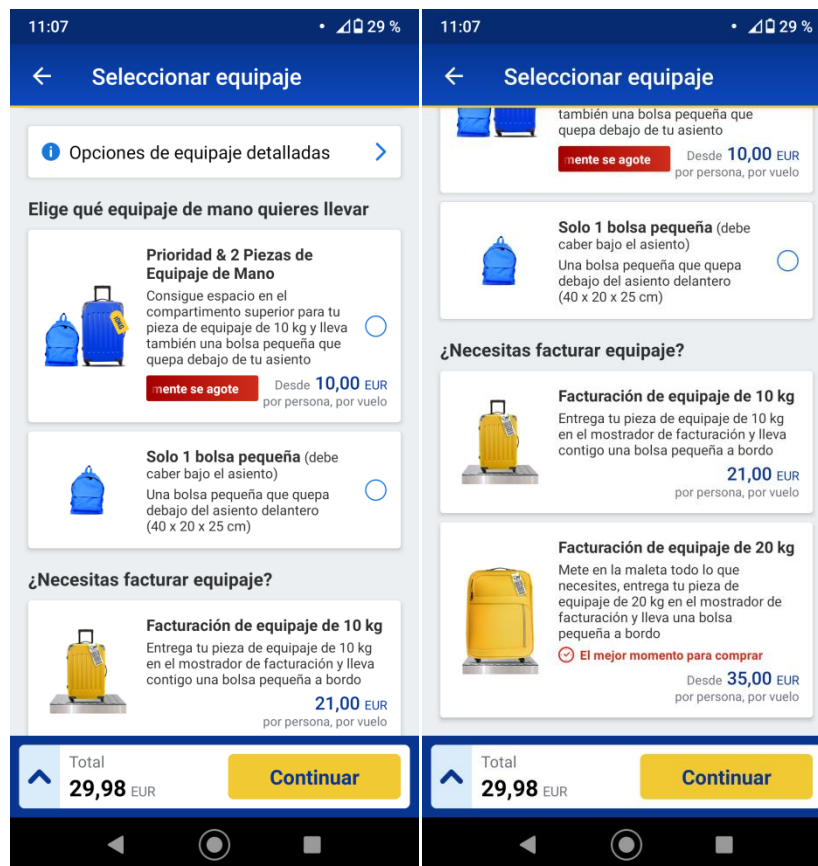 11:07
29 %
Seleccionar equipaje
Opciones de equipaje detalladas
Elige qué equipaje de mano quieres llevar
Prioridad & 2 Piezas de
Equipaje de Mano
Consigue espacio en el
compartimento superior para tu
pieza de equipaje de 10 kg y lleva
también una bolsa pequeña que
quepa debajo de tu asiento
mente se agote
Desde 10,00 EUR
por persona, por vuelo
10KG
Solo 1 bolsa pequeña (debe
caber bajo el asiento)
Una bolsa pequeña que quepa
debajo del asiento delantero
(40 x 20 x 25 cm)
¿Necesitas facturar equipaje?
Facturación de equipaje de 10 kg
Entrega tu pieza de equipaje de 10 kg
en el mostrador de facturación y lleva
contigo una bolsa pequeña a bordo
21,00 EUR
por persona, por vuelo
Total
29,98 EUR
Continuar
11:07
29 %
Seleccionar equipaje
también una bolsa pequeña que
quepa debajo de tu asiento
mente se agote
Desde 10,00 EUR
por persona, por vuelo
Solo 1 bolsa pequeña (debe
caber bajo el asiento)
Una bolsa pequeña que quepa
debajo del asiento delantero
(40 x 20 x 25 cm)
¿Necesitas facturar equipaje?
Facturación de equipaje de 10 kg
Entrega tu pieza de equipaje de 10 kg
en el mostrador de facturación y lleva
contigo una bolsa pequeña a bordo
21,00 EUR
por persona, por vuelo
Facturación de equipaje de 20 kg
Mete en la maleta todo lo que
necesites, entrega tu pieza de
equipaje de 20 kg en el mostrador de
facturación y lleva una bolsa
pequeña a bordo
El mejor momento para comprar
Desde 35,00 EUR
por persona, por vuelo
Total
29,98 EUR
Continuar